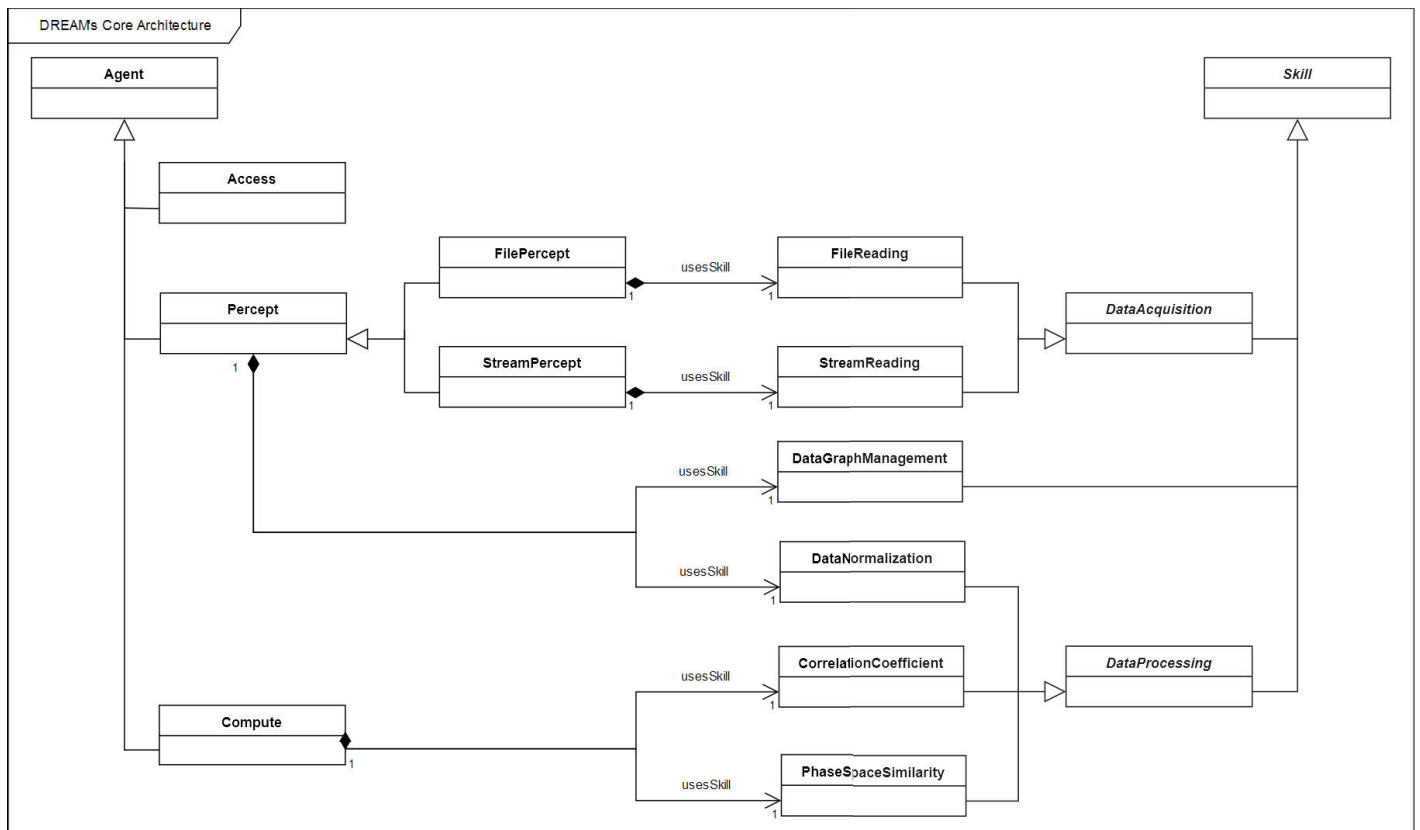 DREAM's Core Architecture
Agent
Skill
Access
FilePercept
usesSkill
FileReading
1
1
Percept
DataAcquisition
StreamPercept
usesSkill
StreamReading
1
1
1
DataGraphManagement
usesSkill
1
DataNormalization
usesSkill
1
CorrelationCoefficient
DataProcessing
usesSkill
1
Compute
1
PhaseSpaceSimilarity
usesSkill
1